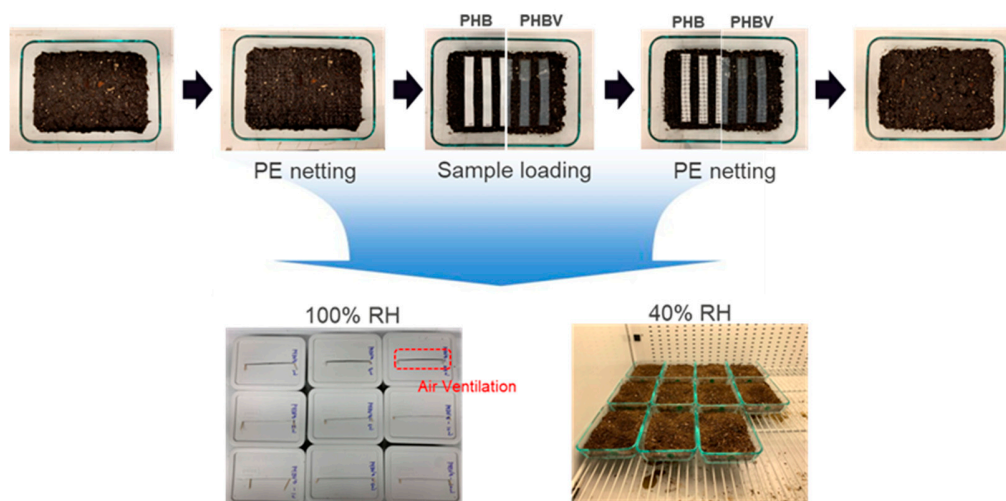 PHB PHBV PHB PHBV
PE netting Sample loading PE netting
100% RH 40% RH
Air Ventilation